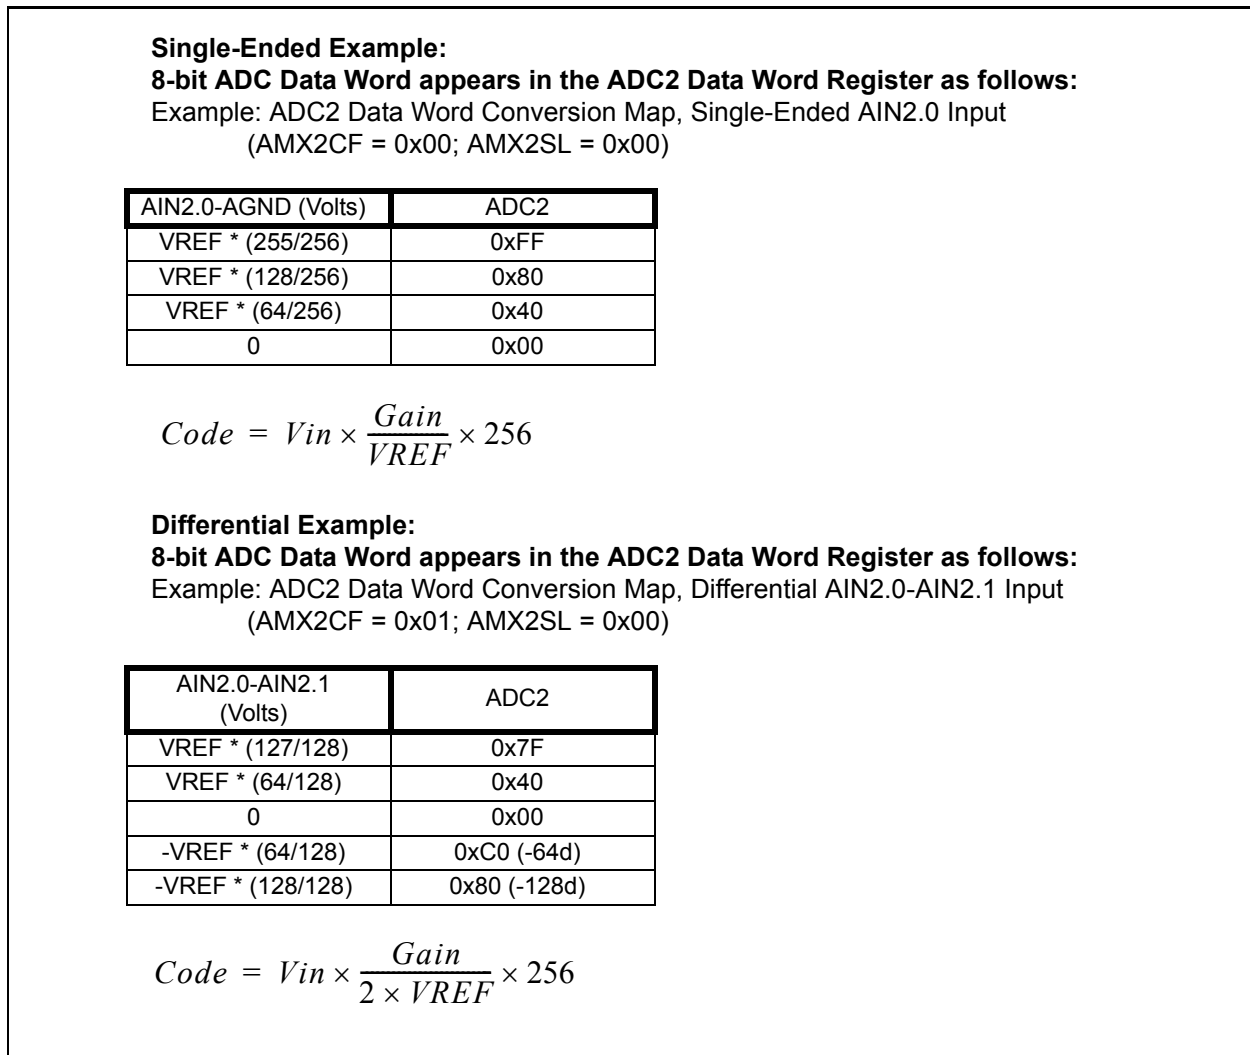 Single-Ended Example:
8-bit ADC Data Word appears in the ADC2 Data Word Register as follows:
Example: ADC2 Data Word Conversion Map, Single-Ended AIN2.0 Input
(AMX2CF = 0x00; AMX2SL = 0x00)
AIN2.0-AGND (Volts) ADC2
VREF * (255/256) 0xFF
VREF * (128/256) 0x80
VREF * (64/256) 0x40
0 0x00
Code = Vin × Gain/VREF × 256
Differential Example:
8-bit ADC Data Word appears in the ADC2 Data Word Register as follows:
Example: ADC2 Data Word Conversion Map, Differential AIN2.0-AIN2.1 Input
(AMX2CF = 0x01; AMX2SL = 0x00)
AIN2.0-AIN2.1
(Volts) ADC2
VREF * (127/128) 0x7F
VREF * (64/128) 0x40
0 0x00
-VREF * (64/128) 0xC0 (-64d)
-VREF * (128/128) 0x80 (-128d)
Code = Vin × Gain/2 × VREF × 256